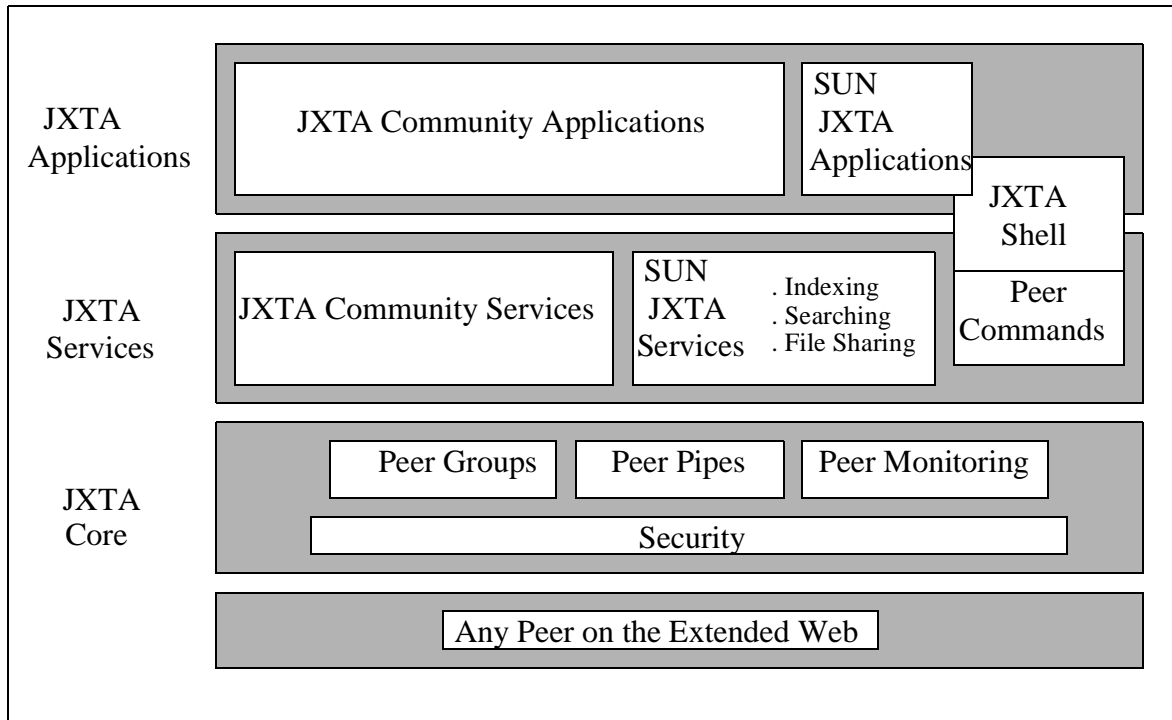 JXTA
Applications
JXTA Community Applications
SUN
JXTA
Applications
JXTA
Shell
JXTA
Services
JXTA Community Services
SUN
JXTA
Services
. Indexing
. Searching
. File Sharing
Peer
Commands
JXTA
Core
Peer Groups
Peer Pipes
Peer Monitoring
Security
Any Peer on the Extended Web